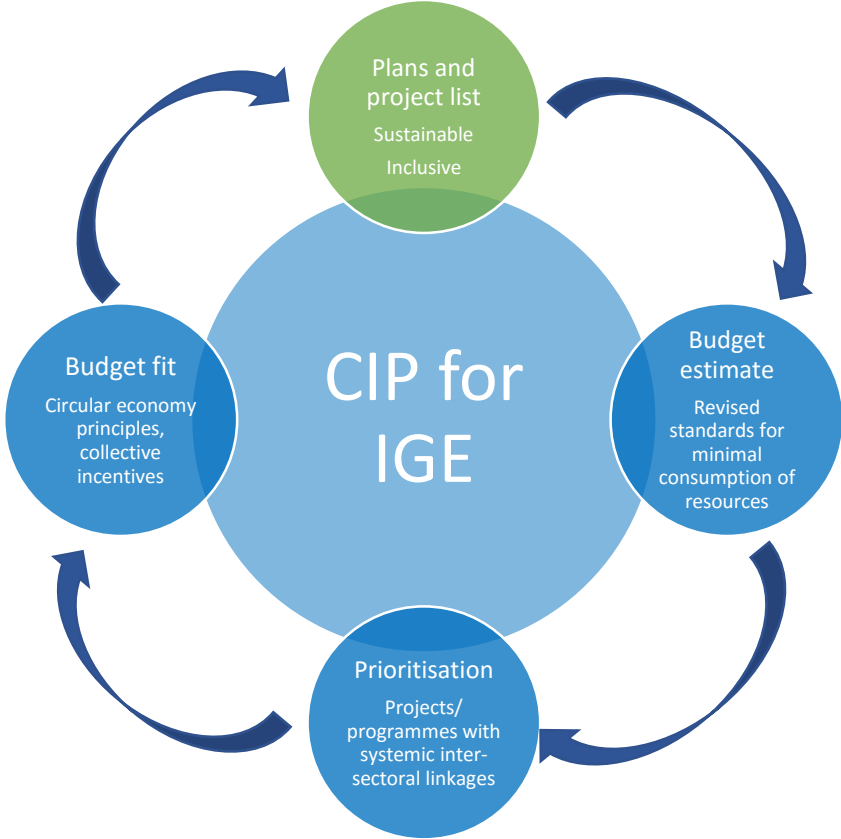 Plans and
project list
Sustainable
Inclusive
Budget
estimate
Revised
standards for
minimal
consumption of
resources
Prioritisation
Projects/
programmes with
systemic inter-
sectoral linkages
Budget fit
Circular economy
principles,
collective
incentives
CIP for
IGE